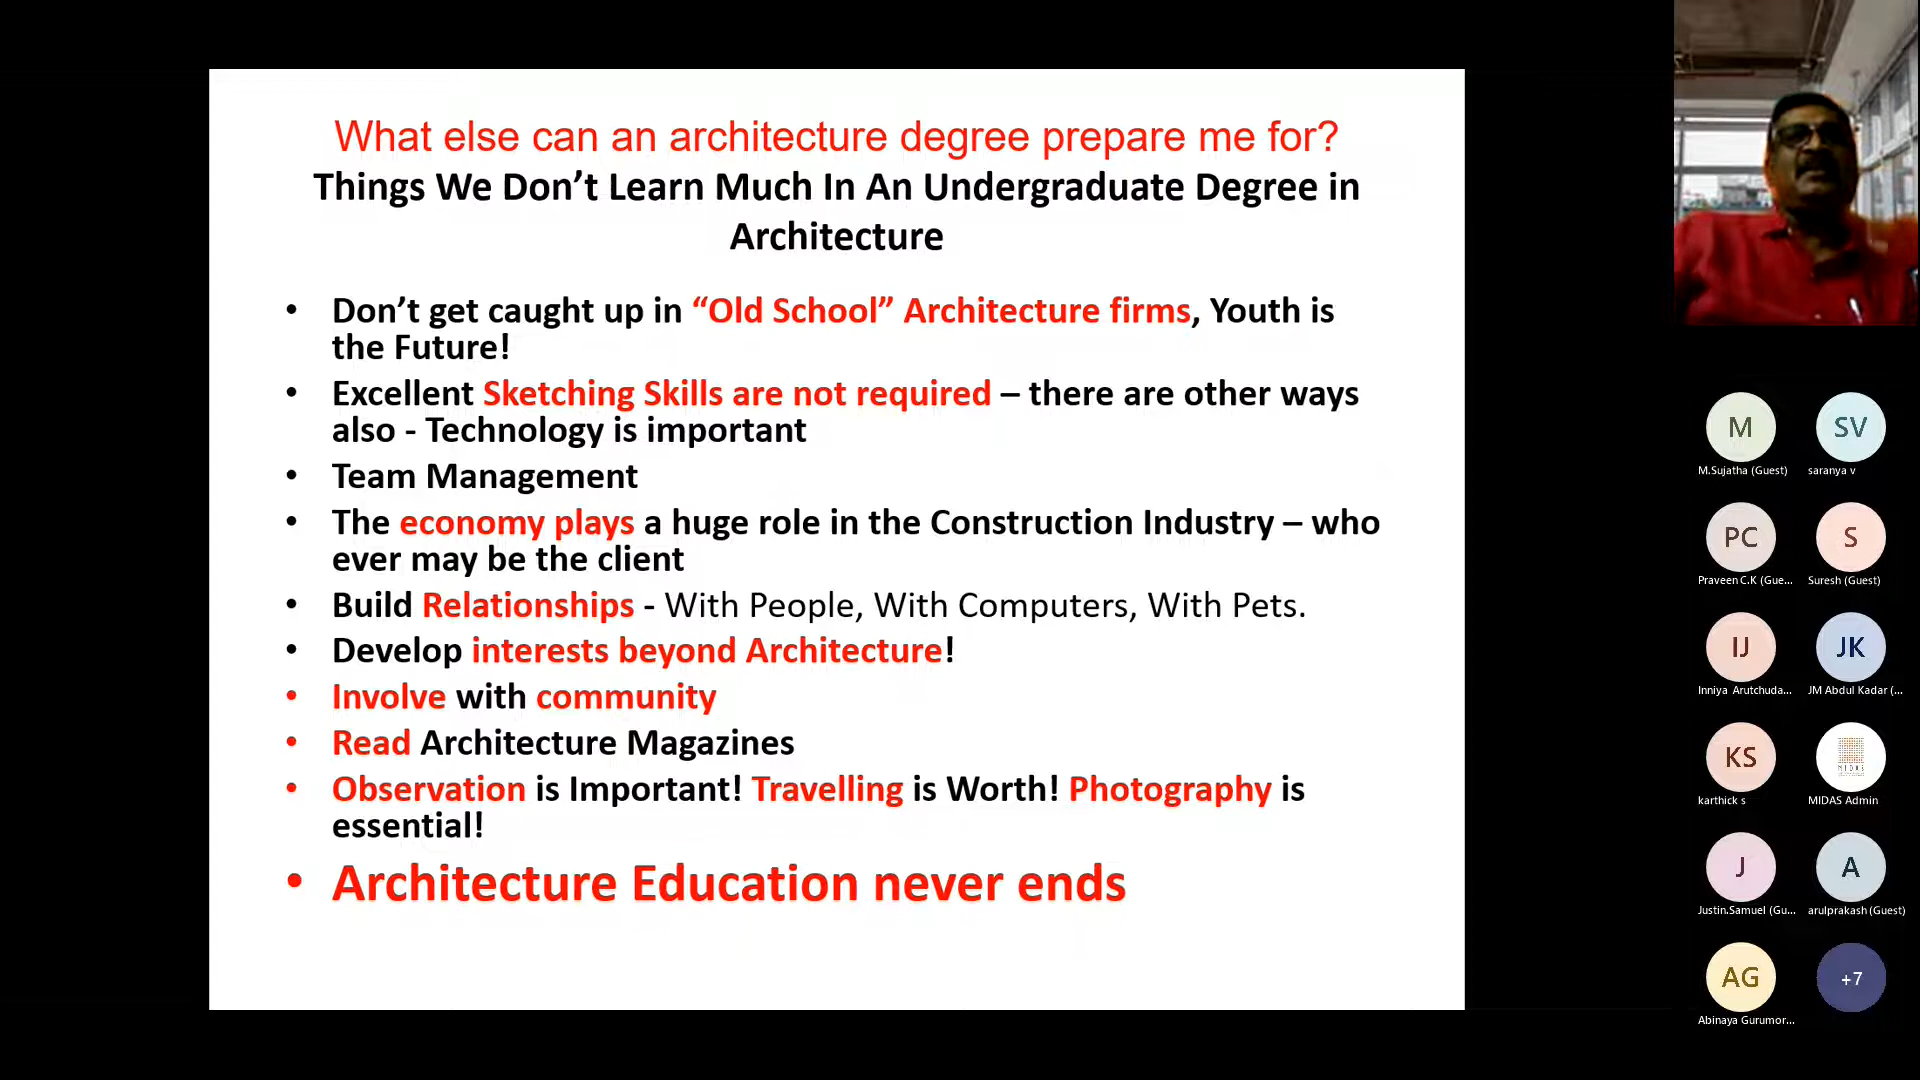 What else can an architecture degree prepare me for?
Things We Don’t Learn Much In An Undergraduate Degree in
Architecture
• Don’t get caught up in “Old School” Architecture firms, Youth is
the Future!
• Excellent Sketching Skills are not required – there are other ways
also - Technology is important
• Team Management
• The economy plays a huge role in the Construction Industry – who
ever may be the client
• Build Relationships - With People, With Computers, With Pets.
• Develop interests beyond Architecture!
• Involve with community
• Read Architecture Magazines
• Observation is Important! Travelling is Worth! Photography is
essential!
• Architecture Education never ends
M SV
M.Sujatha (Guest) saranya v
PC S
Praveen C.K (Gue... Suresh (Guest)
IJ JK
Inniya Arutchuda... JM Abdul Kadar (...
KS MIDAS
karthick s MIDAS Admin
J A
Justin.Samuel (Gu... arulprakash (Guest)
AG +7
Abinaya Gurumor...